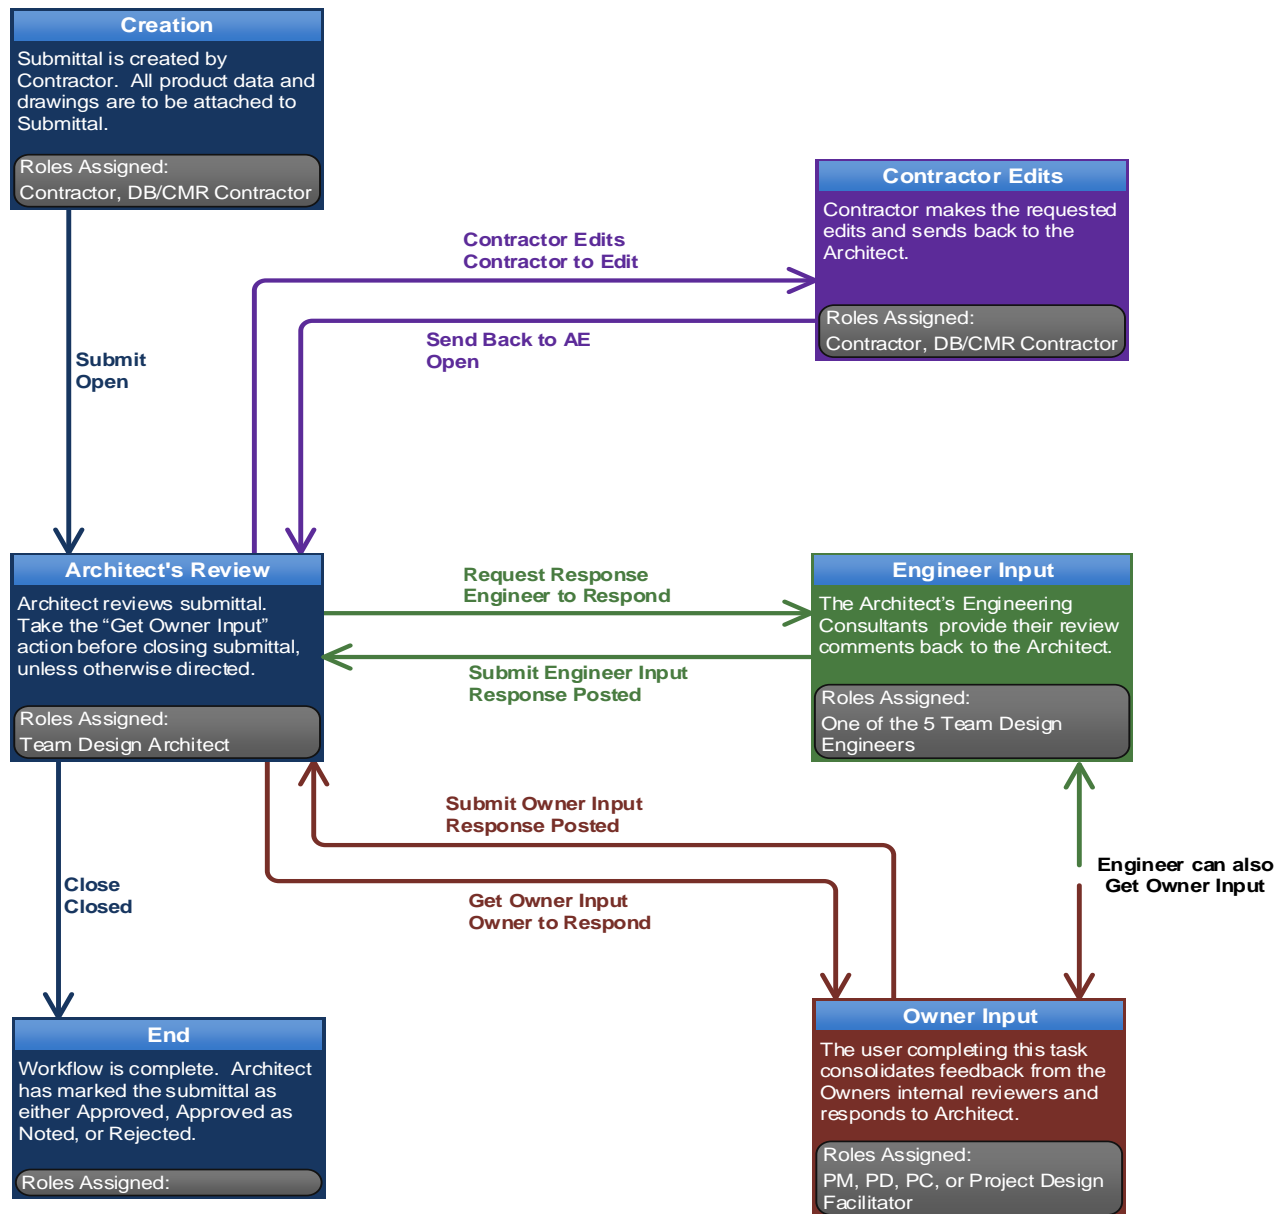 Creation
Submittal is created by
Contractor.  All product data and
drawings are to be attached to
Submittal.
Roles Assigned:
Contractor, DB/CMR Contractor
Contractor Edits
Contractor makes the requested
edits and sends back to the
Architect.
Roles Assigned:
Contractor, DB/CMR Contractor
Contractor Edits
Contractor to Edit
Send Back to AE
Open
Submit
Open
Architect's Review
Architect reviews submittal.
Take the “Get Owner Input”
action before closing submittal,
unless otherwise directed.
Roles Assigned:
Team Design Architect
Request Response
Engineer to Respond
Submit Engineer Input
Response Posted
Engineer Input
The Architect’s Engineering
Consultants  provide their review
comments back to the Architect.
Roles Assigned:
One of the 5 Team Design
Engineers
Submit Owner Input
Response Posted
Get Owner Input
Owner to Respond
Engineer can also
Get Owner Input
Close
Closed
End
Workflow is complete.  Architect
has marked the submittal as
either Approved, Approved as
Noted, or Rejected.
Roles Assigned:
Owner Input
The user completing this task
consolidates feedback from the
Owners internal reviewers and
responds to Architect.
Roles Assigned:
PM, PD, PC, or Project Design
Facilitator